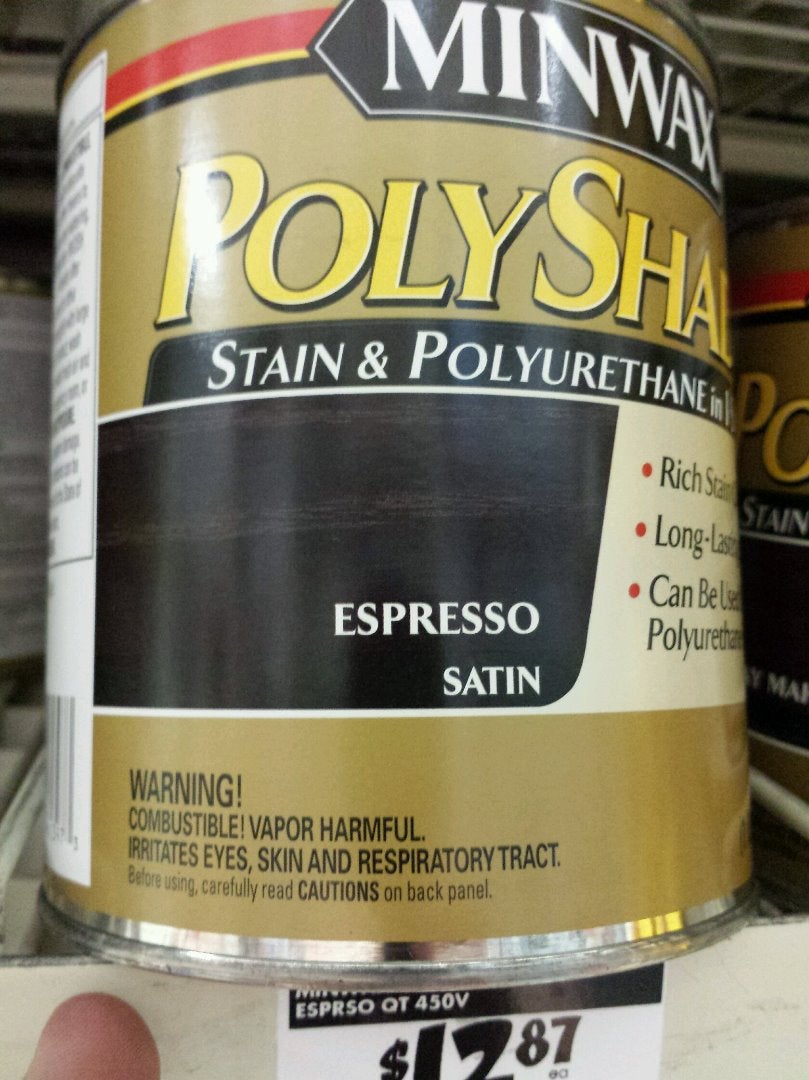 MINWAX
POLYSHA
STAIN & POLYURETHANE in
• Rich Stain
• Long-Las
• Can Be Use
Polyurethan
ESPRESSO
SATIN
WARNING!
COMBUSTIBLE! VAPOR HARMFUL.
IRRITATES EYES, SKIN AND RESPIRATORY TRACT.
Before using, carefully read CAUTIONS on back panel.
PO
STAIN
ESPRSO QT 450V
$12 87
ea